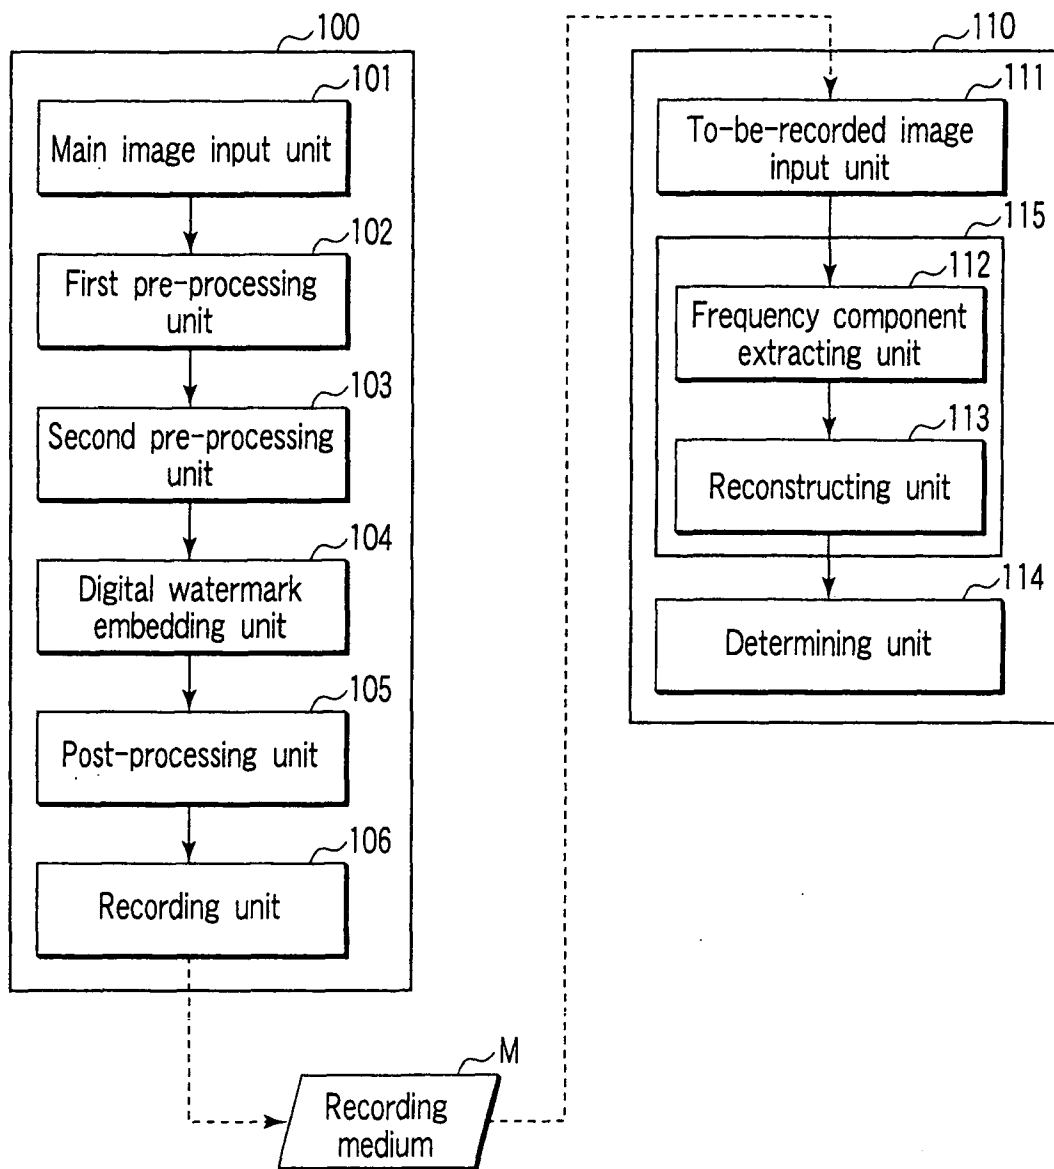 100
101
Main image input unit
102
First pre-processing
unit
103
Second pre-processing
unit
104
Digital watermark
embedding unit
105
Post-processing unit
106
Recording unit
M
Recording
medium
110
111
To-be-recorded image
input unit
115
112
Frequency component
extracting unit
113
Reconstructing unit
114
Determining unit